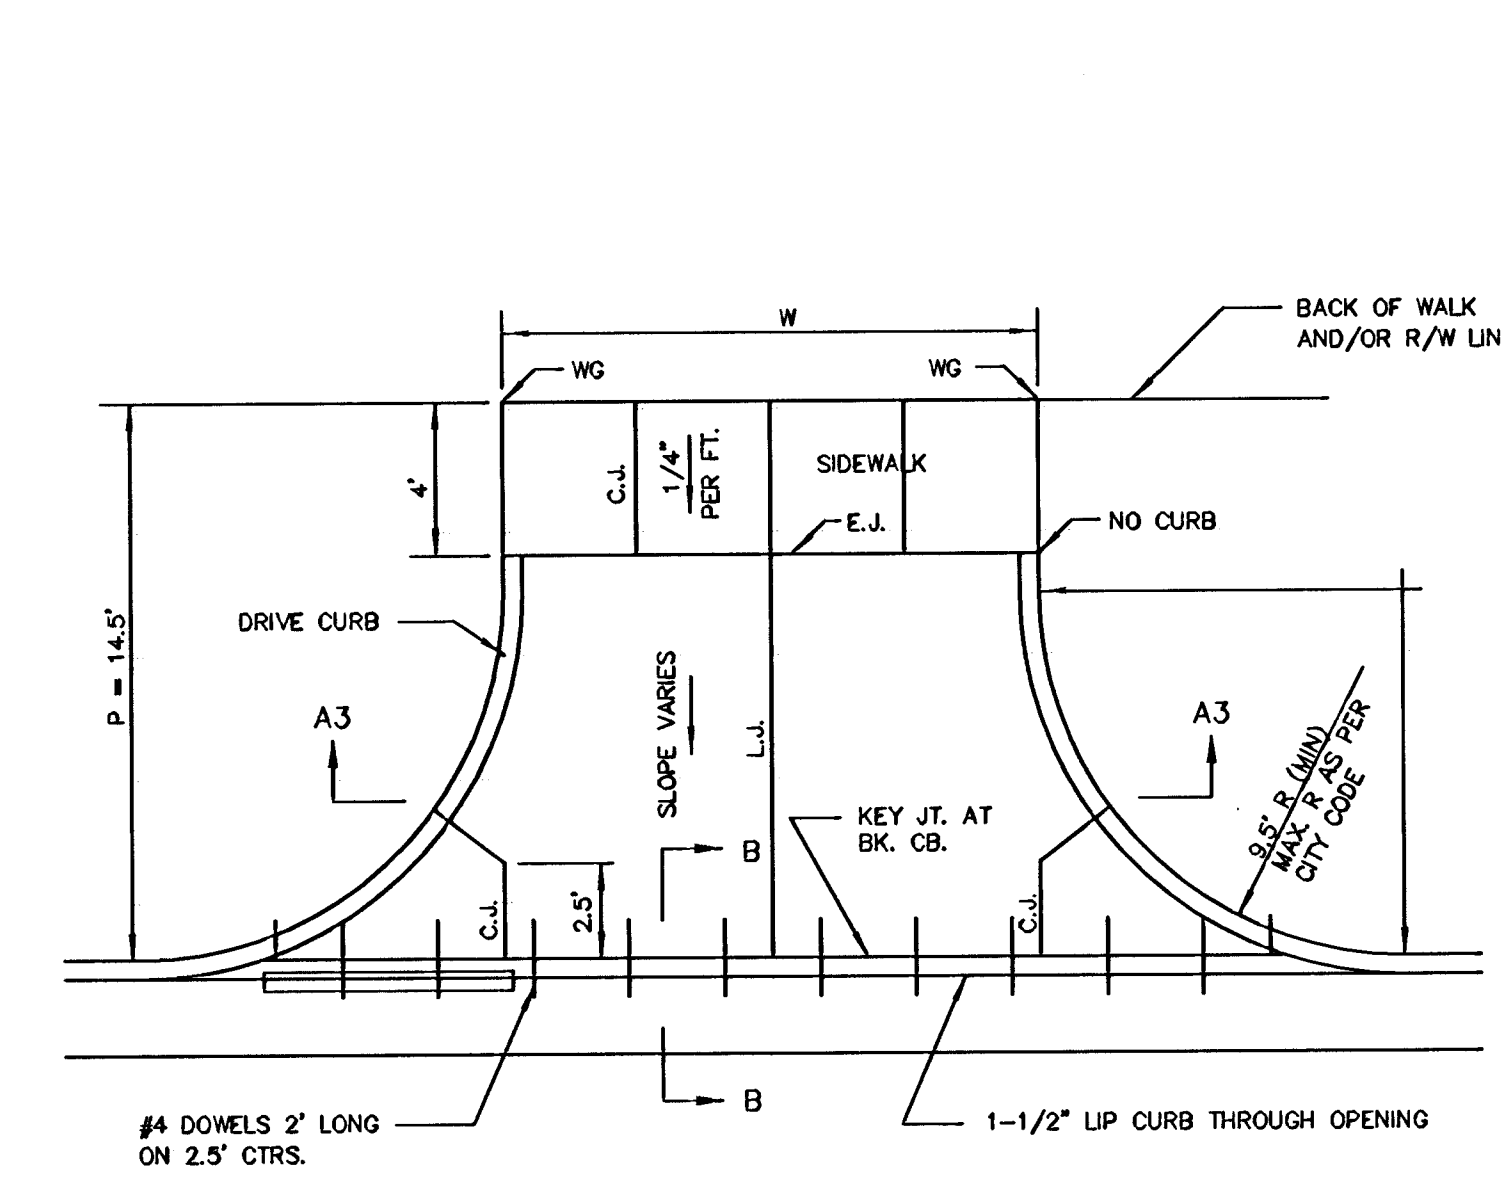 BACK OF WALK
AND/OR R/W LIN
W
WG
WG
4'
C.J.
1/4"
PER FT.
SIDEWALK
E.J.
NO CURB
DRIVE CURB
P = 14.5'
SLOPE VARIES
L.J.
A3
A3
9.5' R (MIN)
MAX. R AS PER
CITY CODE
KEY JT. AT
BK. CB.
B
C.J.
2.5'
C.J.
B
#4 DOWELS 2' LONG
ON 2.5' CTRS.
1-1/2" LIP CURB THROUGH OPENING